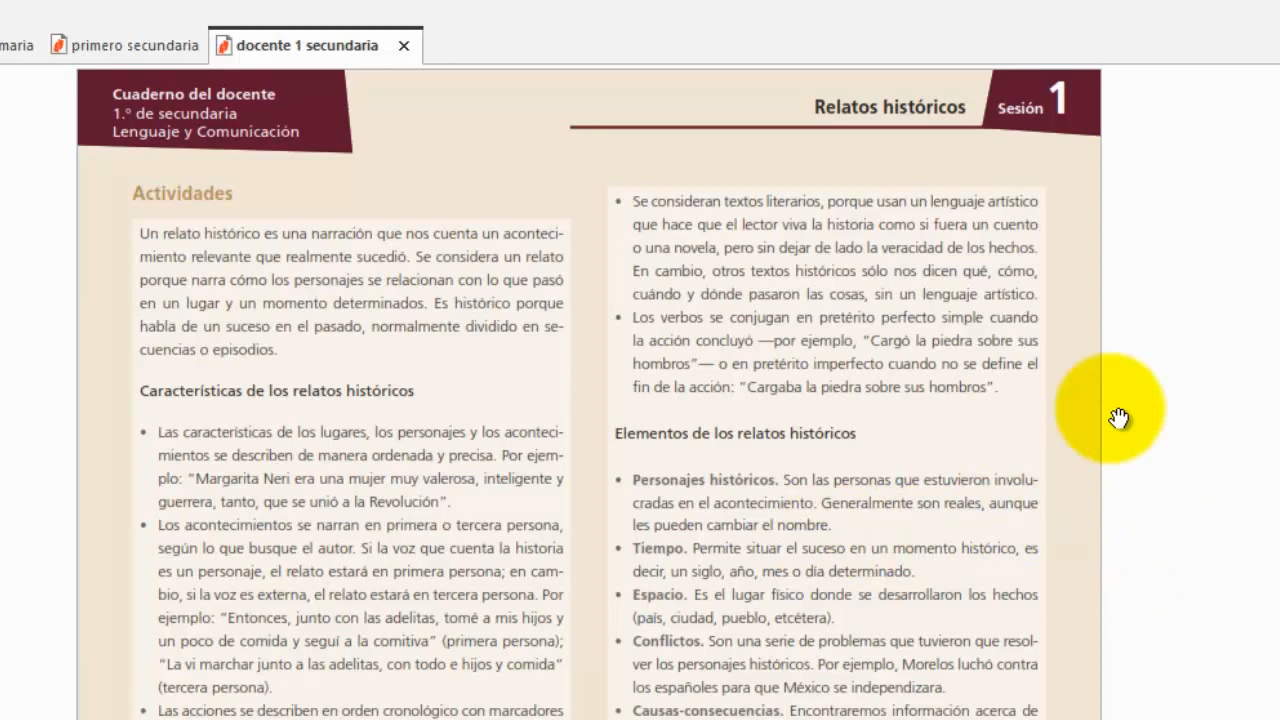 maria
primero secundaria
docente 1 secundaria
Cuaderno del docente
1.° de secundaria
Lenguaje y Comunicación
Relatos históricos
Sesión 1
Actividades
Un relato histórico es una narración que nos cuenta un aconteci-
miento relevante que realmente sucedió. Se considera un relato
porque narra cómo los personajes se relacionan con lo que pasó
en un lugar y un momento determinados. Es histórico porque
habla de un suceso en el pasado, normalmente dividido en se-
cuencias o episodios.
Características de los relatos históricos
• Las características de los lugares, los personajes y los aconteci-
mientos se describen de manera ordenada y precisa. Por ejem-
plo: “Margarita Neri era una mujer muy valerosa, inteligente y
guerrera, tanto, que se unió a la Revolución”.
• Los acontecimientos se narran en primera o tercera persona,
según lo que busque el autor. Si la voz que cuenta la historia
es un personaje, el relato estará en primera persona; en cam-
bio, si la voz es externa, el relato estará en tercera persona. Por
ejemplo: “Entonces, junto con las adelitas, tomé a mis hijos y
un poco de comida y seguí a la comitiva” (primera persona);
“La vi marchar junto a las adelitas, con todo e hijos y comida”
(tercera persona).
• Las acciones se describen en orden cronológico con marcadores
• Se consideran textos literarios, porque usan un lenguaje artístico
que hace que el lector viva la historia como si fuera un cuento
o una novela, pero sin dejar de lado la veracidad de los hechos.
En cambio, otros textos históricos sólo nos dicen qué, cómo,
cuándo y dónde pasaron las cosas, sin un lenguaje artístico.
• Los verbos se conjugan en pretérito perfecto simple cuando
la acción concluyó —por ejemplo, “Cargó la piedra sobre sus
hombros”— o en pretérito imperfecto cuando no se define el
fin de la acción: “Cargaba la piedra sobre sus hombros”.
Elementos de los relatos históricos
• Personajes históricos. Son las personas que estuvieron involu-
cradas en el acontecimiento. Generalmente son reales, aunque
les pueden cambiar el nombre.
• Tiempo. Permite situar el suceso en un momento histórico, es
decir, un siglo, año, mes o día determinado.
• Espacio. Es el lugar físico donde se desarrollaron los hechos
(país, ciudad, pueblo, etcétera).
• Conflictos. Son una serie de problemas que tuvieron que resol-
ver los personajes históricos. Por ejemplo, Morelos luchó contra
los españoles para que México se independizara.
• Causas-consecuencias. Encontraremos información acerca de